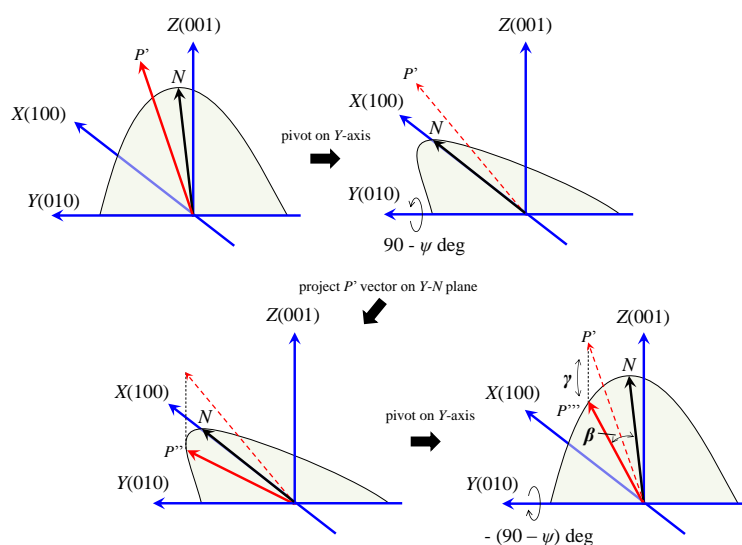 Z(001)
P’
N
X(100)
Y(010)
pivot on Y-axis
Z(001)
P’
X(100)
N
Y(010)
90 - ψ deg
project P’ vector on Y-N plane
Z(001)
X(100)
N
P’’
Y(010)
pivot on Y-axis
Z(001)
P’
N
γ
X(100)
P’’’
β
Y(010)
- (90 – ψ) deg